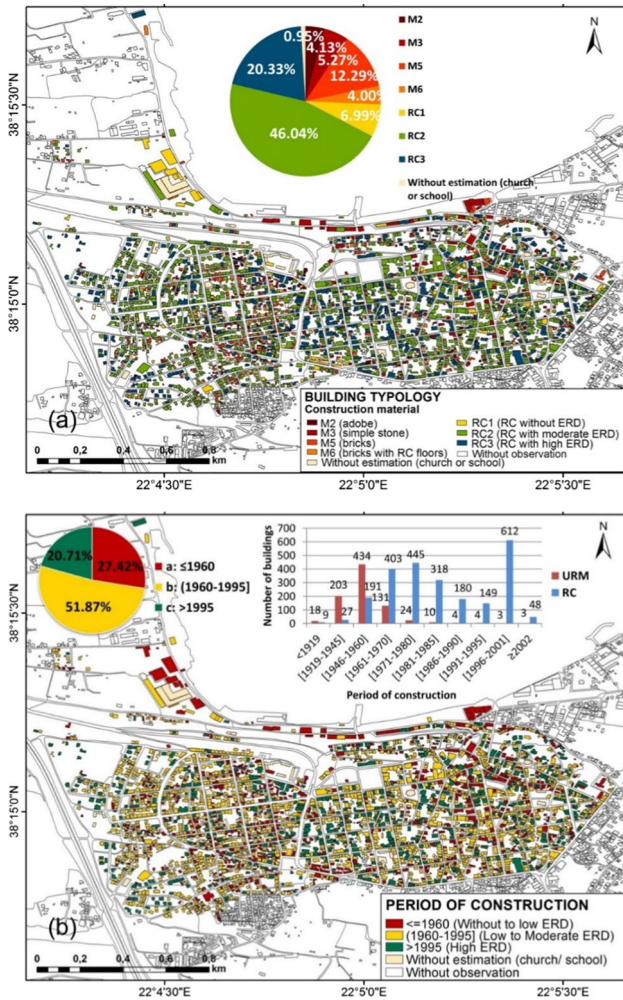 N
M2
M3
M5
M6
RC1
RC2
RC3
Without estimation (church
or school)
0.95%
4.13%
5.27%
12.29%
4.00%
6.99%
46.04%
20.33%
38°15'30"N
38°15'0"N
(a)
0 0.2 0.4 0.6 0.8
km
BUILDING TYPOLOGY
Construction material
M2 (adobe)
M3 (simple stone)
M5 (bricks)
M6 (bricks with RC floors)
Without estimation (church or school)
RC1 (RC without ERD)
RC2 (RC with moderate ERD)
RC3 (RC with high ERD)
Without observation
22°4'30"E 22°5'0"E 22°5'30"E
20.71%
27.42%
51.87%
a: ≤1960
b: (1960-1995]
c: >1995
Number of buildings
700
600
500
400
300
200
100
0
18 9 203 27 434 191 131 403 24 445 10 318 4 180 4 149 3 612 3 48
<1919
[1919-1945]
[1946-1960]
[1961-1970]
[1971-1980]
[1981-1985]
[1986-1990]
[1991-1995]
[1996-2001]
≥2002
Period of construction
URM
RC
N
38°15'30"N
38°15'0"N
(b)
0 0.2 0.4 0.6 0.8
km
PERIOD OF CONSTRUCTION
<=1960 (Without to low ERD)
(1960-1995] (Low to Moderate ERD)
>1995 (High ERD)
Without estimation (church/ school)
Without observation
22°4'30"E 22°5'0"E 22°5'30"E